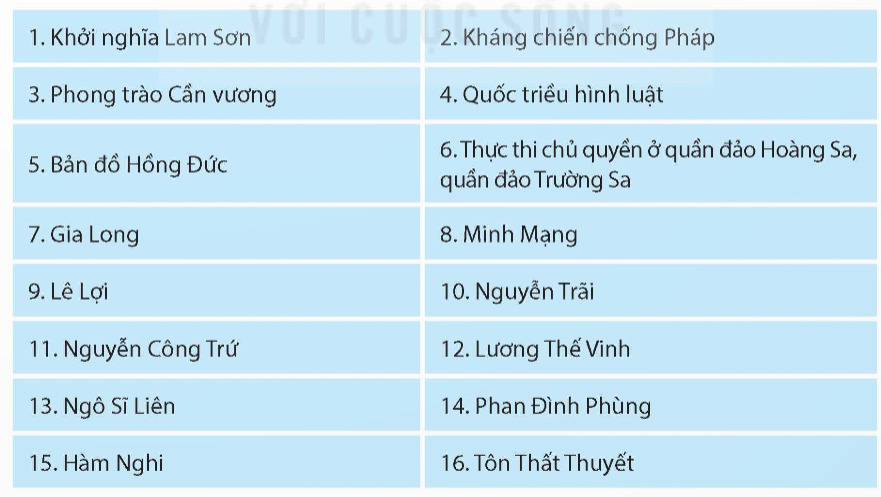 VỚI CUỘC SỐNG
1. Khởi nghĩa Lam Sơn
2. Kháng chiến chống Pháp
3. Phong trào Cần vương
4. Quốc triều hình luật
5. Bản đồ Hồng Đức
6. Thực thi chủ quyền ở quần đảo Hoàng Sa,
quần đảo Trường Sa
7. Gia Long
8. Minh Mạng
9. Lê Lợi
10. Nguyễn Trãi
11. Nguyễn Công Trứ
12. Lương Thế Vinh
13. Ngô Sĩ Liên
14. Phan Đình Phùng
15. Hàm Nghi
16. Tôn Thất Thuyết